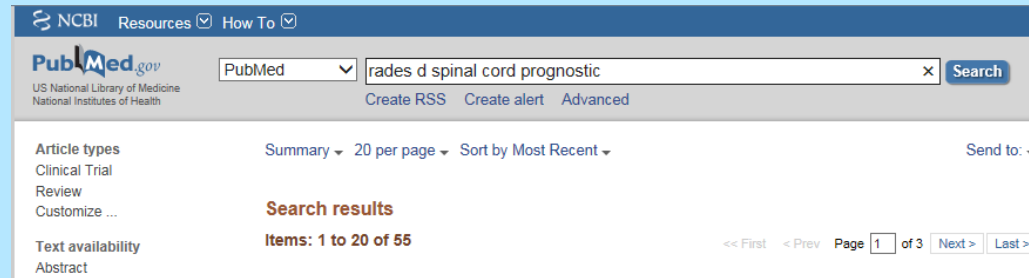 NCBI Resources How To
PubMed.gov
US National Library of Medicine
National Institutes of Health
PubMed
rades d spinal cord prognostic
× Search
Create RSS Create alert Advanced
Article types
Clinical Trial
Review
Customize ...
Text availability
Abstract
Summary 20 per page Sort by Most Recent
Send to:
Search results
Items: 1 to 20 of 55
<< First < Prev Page 1 of 3 Next > Last >